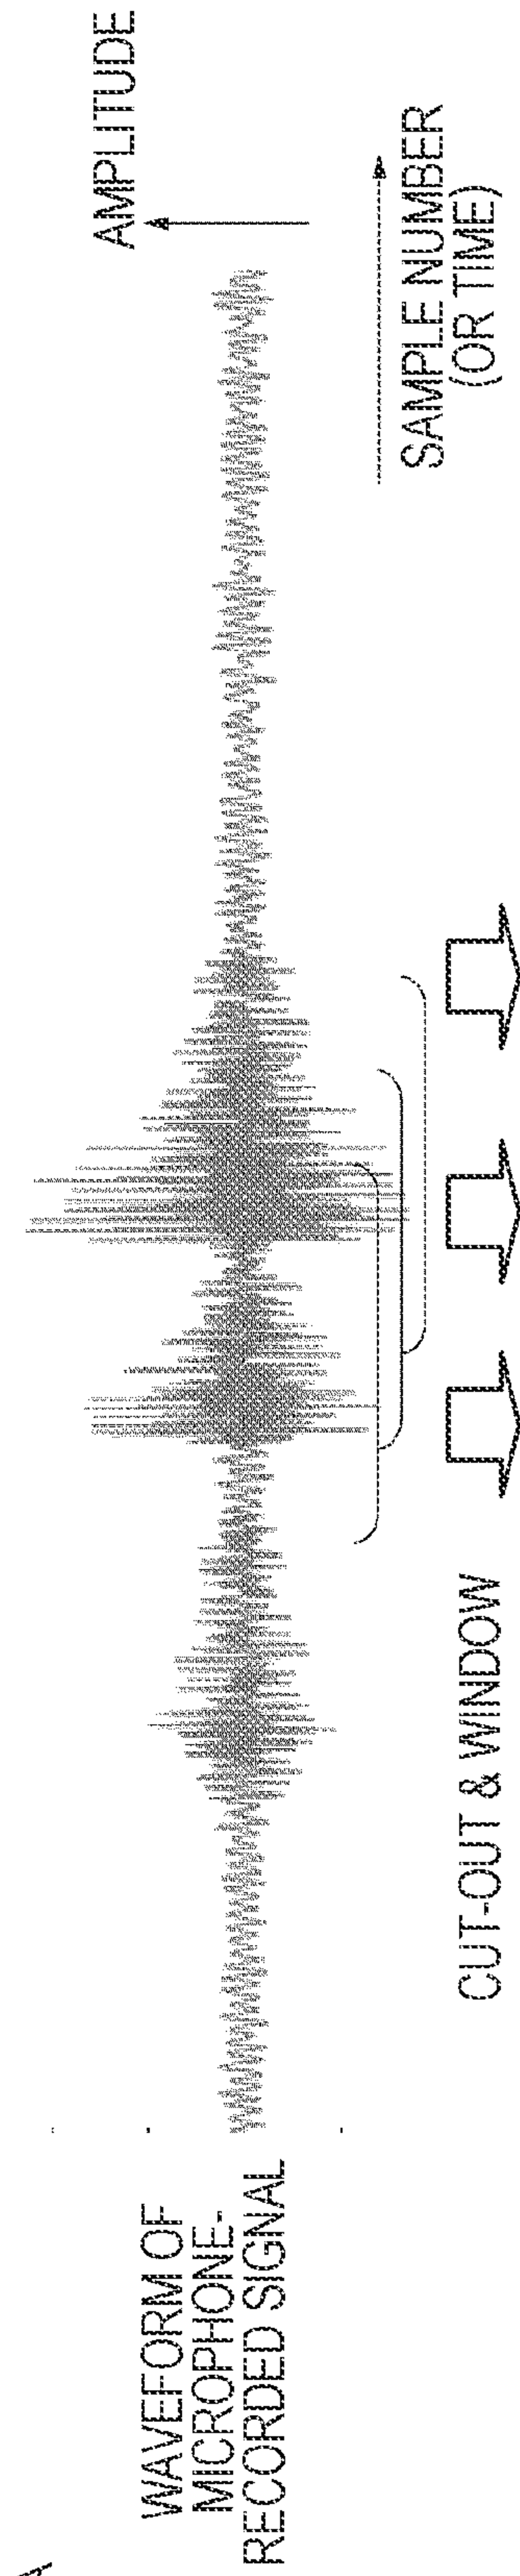 WAVEFORM OF
MICROPHONE-
RECORDED SIGNAL
AMPLITUDE
SAMPLE NUMBER
(OR TIME)
CUT-OUT & WINDOW